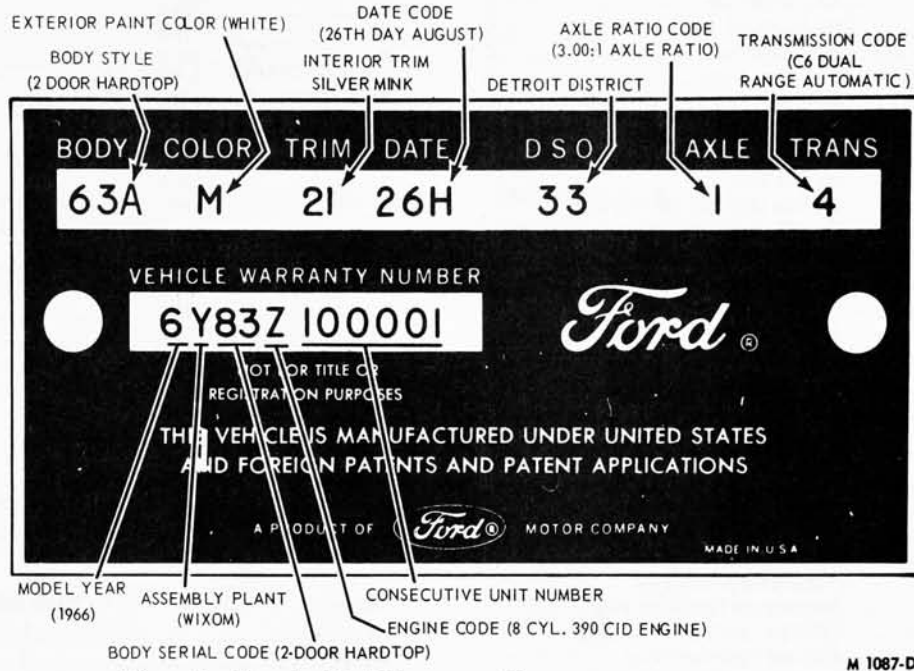 EXTERIOR PAINT COLOR (WHITE)
DATE CODE
(26TH DAY AUGUST)
AXLE RATIO CODE
(3.00:1 AXLE RATIO)
TRANSMISSION CODE
(C6 DUAL
RANGE AUTOMATIC)
BODY STYLE
(2 DOOR HARDTOP)
INTERIOR TRIM
SILVER MINK
DETROIT DISTRICT
BODY COLOR TRIM DATE DSO AXLE TRANS
63A M 21 26H 33 1 4
VEHICLE WARRANTY NUMBER
6Y83Z 100001
Ford ®
NOT FOR TITLE OR
REGISTRATION PURPOSES
THIS VEHICLE IS MANUFACTURED UNDER UNITED STATES
AND FOREIGN PATENTS AND PATENT APPLICATIONS
A PRODUCT OF Ford ® MOTOR COMPANY
MADE IN U S A
MODEL YEAR
(1966)
ASSEMBLY PLANT
(WIXOM)
CONSECUTIVE UNIT NUMBER
ENGINE CODE (8 CYL. 390 CID ENGINE)
BODY SERIAL CODE (2-DOOR HARDTOP)
M 1087-D